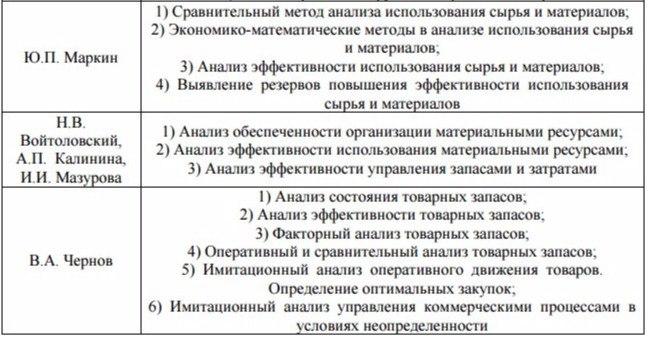 Ю.П. Маркин
1) Сравнительный метод анализа использования сырья и материалов;
2) Экономико-математические методы в анализе использования сырья
и материалов;
3) Анализ эффективности использования сырья и материалов;
4) Выявление резервов повышения эффективности использования
сырья и материалов
Н.В.
Войтоловский,
А.П. Калинина,
И.И. Мазурова
1) Анализ обеспеченности организации материальными ресурсами;
2) Анализ эффективности использования материальными ресурсами;
3) Анализ эффективности управления запасами и затратами
В.А. Чернов
1) Анализ состояния товарных запасов;
2) Анализ эффективности товарных запасов;
3) Факторный анализ товарных запасов;
4) Оперативный и сравнительный анализ товарных запасов;
5) Имитационный анализ оперативного движения товаров.
Определение оптимальных закупок;
6) Имитационный анализ управления коммерческими процессами в
условиях неопределенности